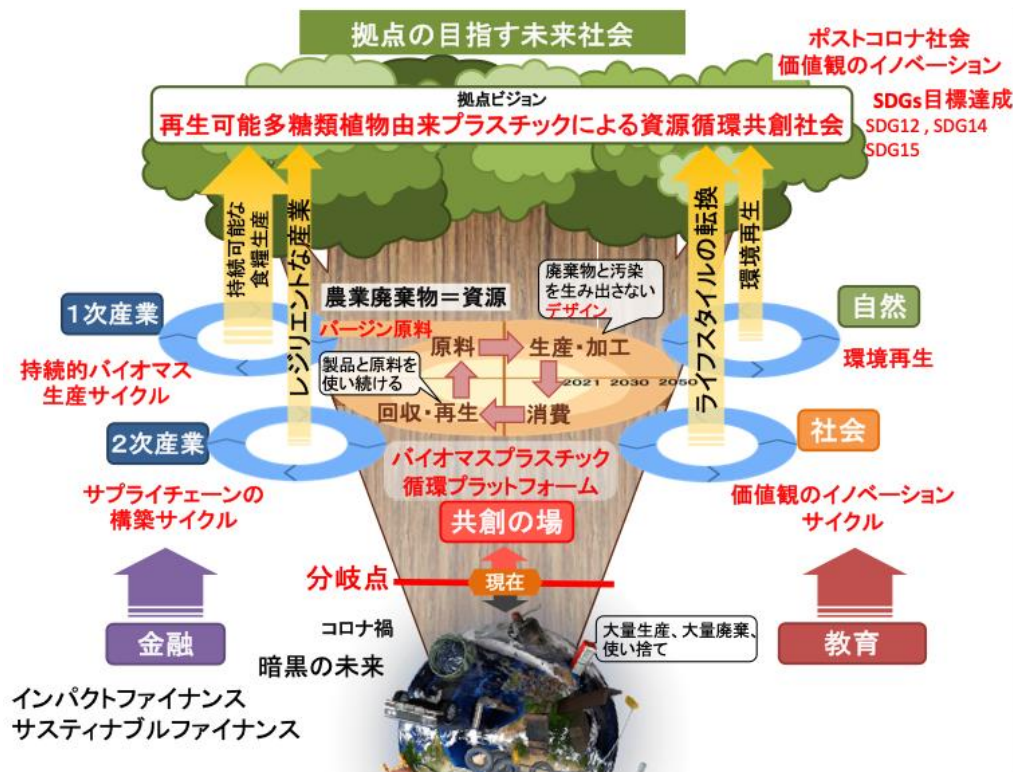 拠点の目指す未来社会
ポストコロナ社会
価値観のイノベーション
拠点ビジョン
再生可能多糖類植物由来プラスチックによる資源循環共創社会
SDGs目標達成
SDG12 , SDG14
SDG15
持続可能な
食糧生産
レジリエントな産業
ライフスタイルの転換
環境再生
1次産業
持続的バイオマス
生産サイクル
農業廃棄物＝資源
バージン原料
廃棄物と汚染
を生み出さない
デザイン
原料
生産・加工
製品と原料を
使い続ける
2021 2030 2050
回収・再生
消費
自然
環境再生
2次産業
サプライチェーンの
構築サイクル
バイオマスプラスチック
循環プラットフォーム
共創の場
社会
価値観のイノベーション
サイクル
分岐点
現在
金融
インパクトファイナンス
サスティナブルファイナンス
コロナ禍
暗黒の未来
大量生産、大量廃棄、
使い捨て
教育